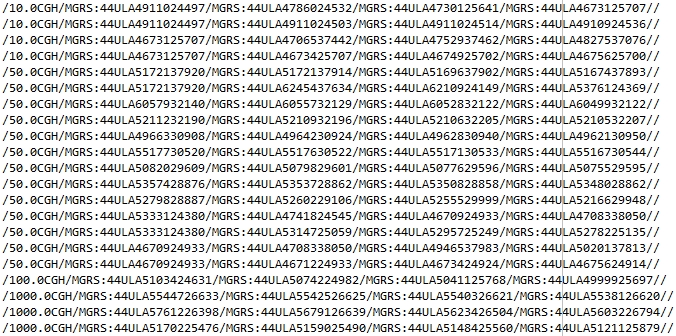 /10.0CGH/MGRS:44ULA4911024497/MGRS:44ULA4786024532/MGRS:44ULA4730125641/MGRS:44ULA4673125707//
/10.0CGH/MGRS:44ULA4911024497/MGRS:44ULA4911024503/MGRS:44ULA4911024514/MGRS:44ULA4910924536//
/10.0CGH/MGRS:44ULA4673125707/MGRS:44ULA4706537442/MGRS:44ULA4752937462/MGRS:44ULA4827537076//
/10.0CGH/MGRS:44ULA4673125707/MGRS:44ULA4673425707/MGRS:44ULA4674925702/MGRS:44ULA4675625700//
/50.0CGH/MGRS:44ULA5172137920/MGRS:44ULA5172137914/MGRS:44ULA5169637902/MGRS:44ULA5167437893//
/50.0CGH/MGRS:44ULA5172137920/MGRS:44ULA6245437634/MGRS:44ULA6210924149/MGRS:44ULA5376124369//
/50.0CGH/MGRS:44ULA6057932140/MGRS:44ULA6055732129/MGRS:44ULA6052832122/MGRS:44ULA6049932122//
/50.0CGH/MGRS:44ULA5211232190/MGRS:44ULA5210932196/MGRS:44ULA5210632205/MGRS:44ULA5210532207//
/50.0CGH/MGRS:44ULA4966330908/MGRS:44ULA4964230924/MGRS:44ULA4962830940/MGRS:44ULA4962130950//
/50.0CGH/MGRS:44ULA5517730520/MGRS:44ULA5517630522/MGRS:44ULA5517130533/MGRS:44ULA5516730544//
/50.0CGH/MGRS:44ULA5082029609/MGRS:44ULA5079829601/MGRS:44ULA5077629596/MGRS:44ULA5075529595//
/50.0CGH/MGRS:44ULA5357428876/MGRS:44ULA5353728862/MGRS:44ULA5350828858/MGRS:44ULA5348028862//
/50.0CGH/MGRS:44ULA5279828887/MGRS:44ULA5260229106/MGRS:44ULA5255529999/MGRS:44ULA5216629948//
/50.0CGH/MGRS:44ULA5333124380/MGRS:44ULA4741824545/MGRS:44ULA4670924933/MGRS:44ULA4708338050//
/50.0CGH/MGRS:44ULA5333124380/MGRS:44ULA5314725059/MGRS:44ULA5295725249/MGRS:44ULA5278225135//
/50.0CGH/MGRS:44ULA4670924933/MGRS:44ULA4708338050/MGRS:44ULA4946537983/MGRS:44ULA5020137813//
/50.0CGH/MGRS:44ULA4670924933/MGRS:44ULA4671224933/MGRS:44ULA4673424924/MGRS:44ULA4675624914//
/100.0CGH/MGRS:44ULA5103424631/MGRS:44ULA5074224982/MGRS:44ULA5041125768/MGRS:44ULA4999925697//
/1000.0CGH/MGRS:44ULA5544726633/MGRS:44ULA5542526625/MGRS:44ULA5540326621/MGRS:44ULA5538126620//
/1000.0CGH/MGRS:44ULA5761226398/MGRS:44ULA5679126639/MGRS:44ULA5623426504/MGRS:44ULA5603226794//
/1000.0CGH/MGRS:44ULA5170225476/MGRS:44ULA5159025490/MGRS:44ULA5148425560/MGRS:44ULA5121125877//